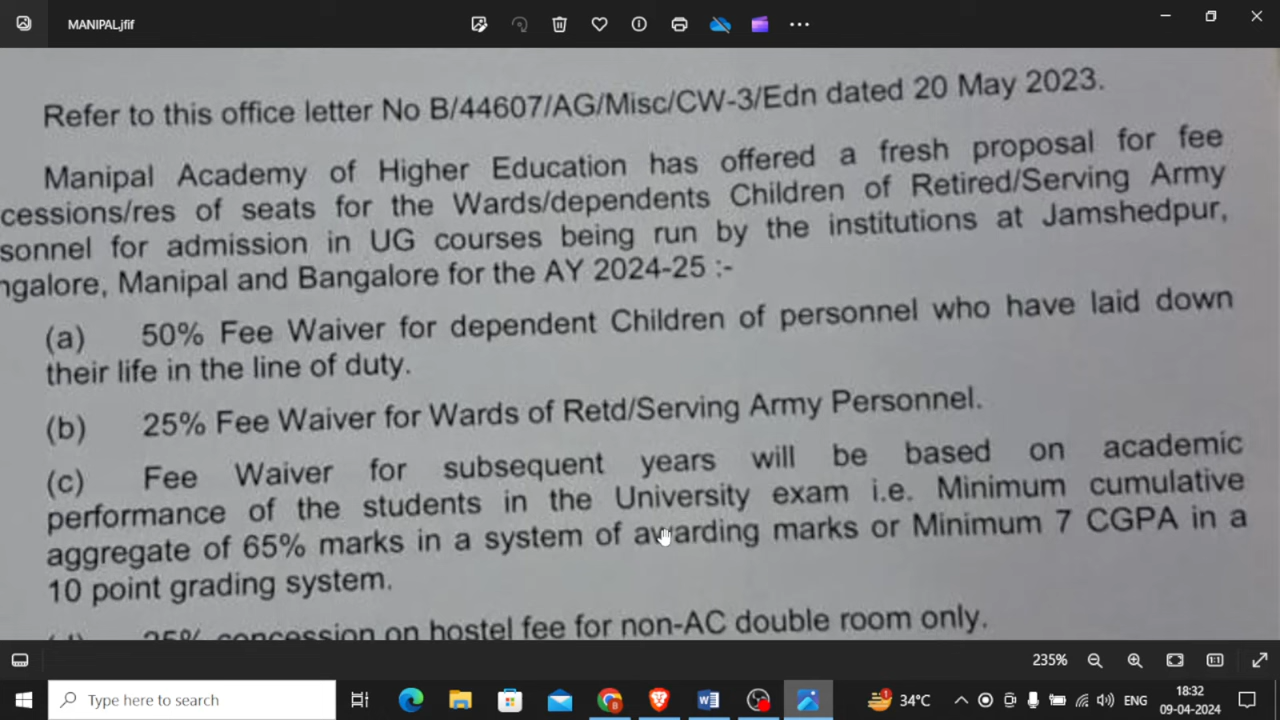 MANIPAL.jfif
Refer to this office letter No B/44607/AG/Misc/CW-3/Edn dated 20 May 2023.
Manipal Academy of Higher Education has offered a fresh proposal for fee
cessions/res of seats for the Wards/dependents Children of Retired/Serving Army
sonnel for admission in UG courses being run by the institutions at Jamshedpur,
ngalore, Manipal and Bangalore for the AY 2024-25 :-
(a) 50% Fee Waiver for dependent Children of personnel who have laid down
their life in the line of duty.
(b) 25% Fee Waiver for Wards of Retd/Serving Army Personnel.
(c) Fee Waiver for subsequent years will be based on academic
performance of the students in the University exam i.e. Minimum cumulative
aggregate of 65% marks in a system of awarding marks or Minimum 7 CGPA in a
10 point grading system.
25% concession on hostel fee for non-AC double room only.
235%
1:1
Type here to search
1
34°C
ENG
18:32
09-04-2024